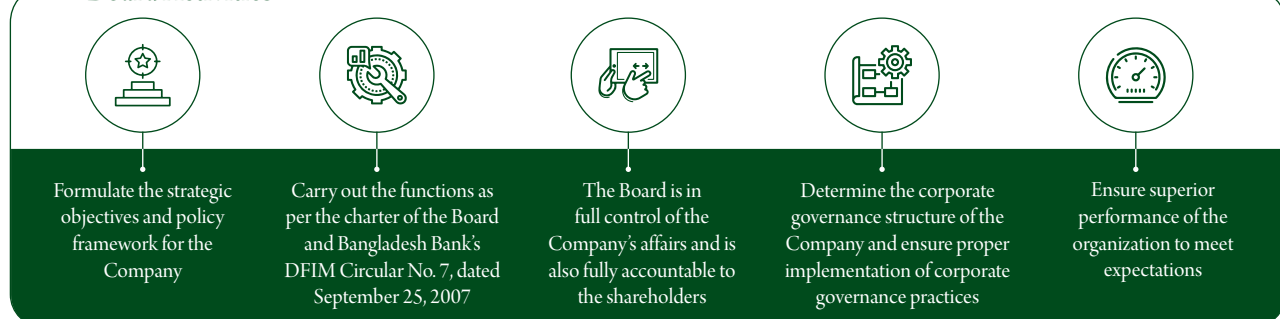 Formulate the strategic
objectives and policy
framework for the
Company
Carry out the functions as
per the charter of the Board
and Bangladesh Bank's
DFIM Circular No. 7, dated
September 25, 2007
The Board is in
full control of the
Company's affairs and is
also fully accountable to
the shareholders
Determine the corporate
governance structure of the
Company and ensure proper
implementation of corporate
governance practices
Ensure superior
performance of the
organization to meet
expectations